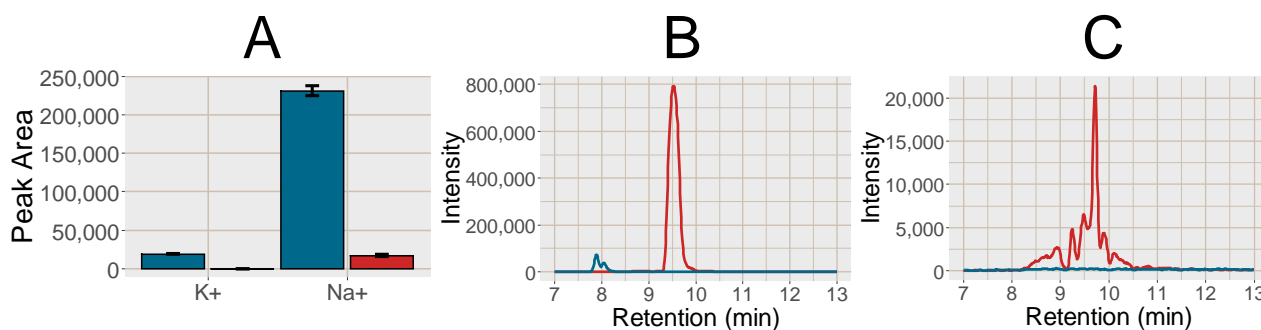 A
Peak Area
250,000
200,000
150,000
100,000
50,000
0
K+ Na+
B
Intensity
800,000
600,000
400,000
200,000
0
7 8 9 10 11 12 13
Retention (min)
C
Intensity
20,000
15,000
10,000
5,000
0
7 8 9 10 11 12 13
Retention (min)